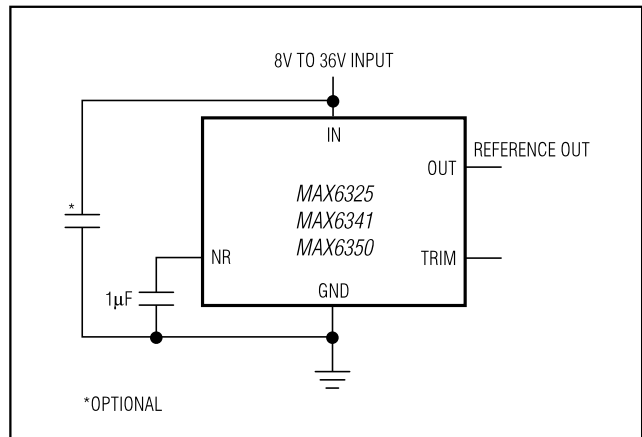 8V TO 36V INPUT
IN
OUT
REFERENCE OUT
MAX6325
MAX6341
MAX6350
*
NR
TRIM
1μF
GND
*OPTIONAL